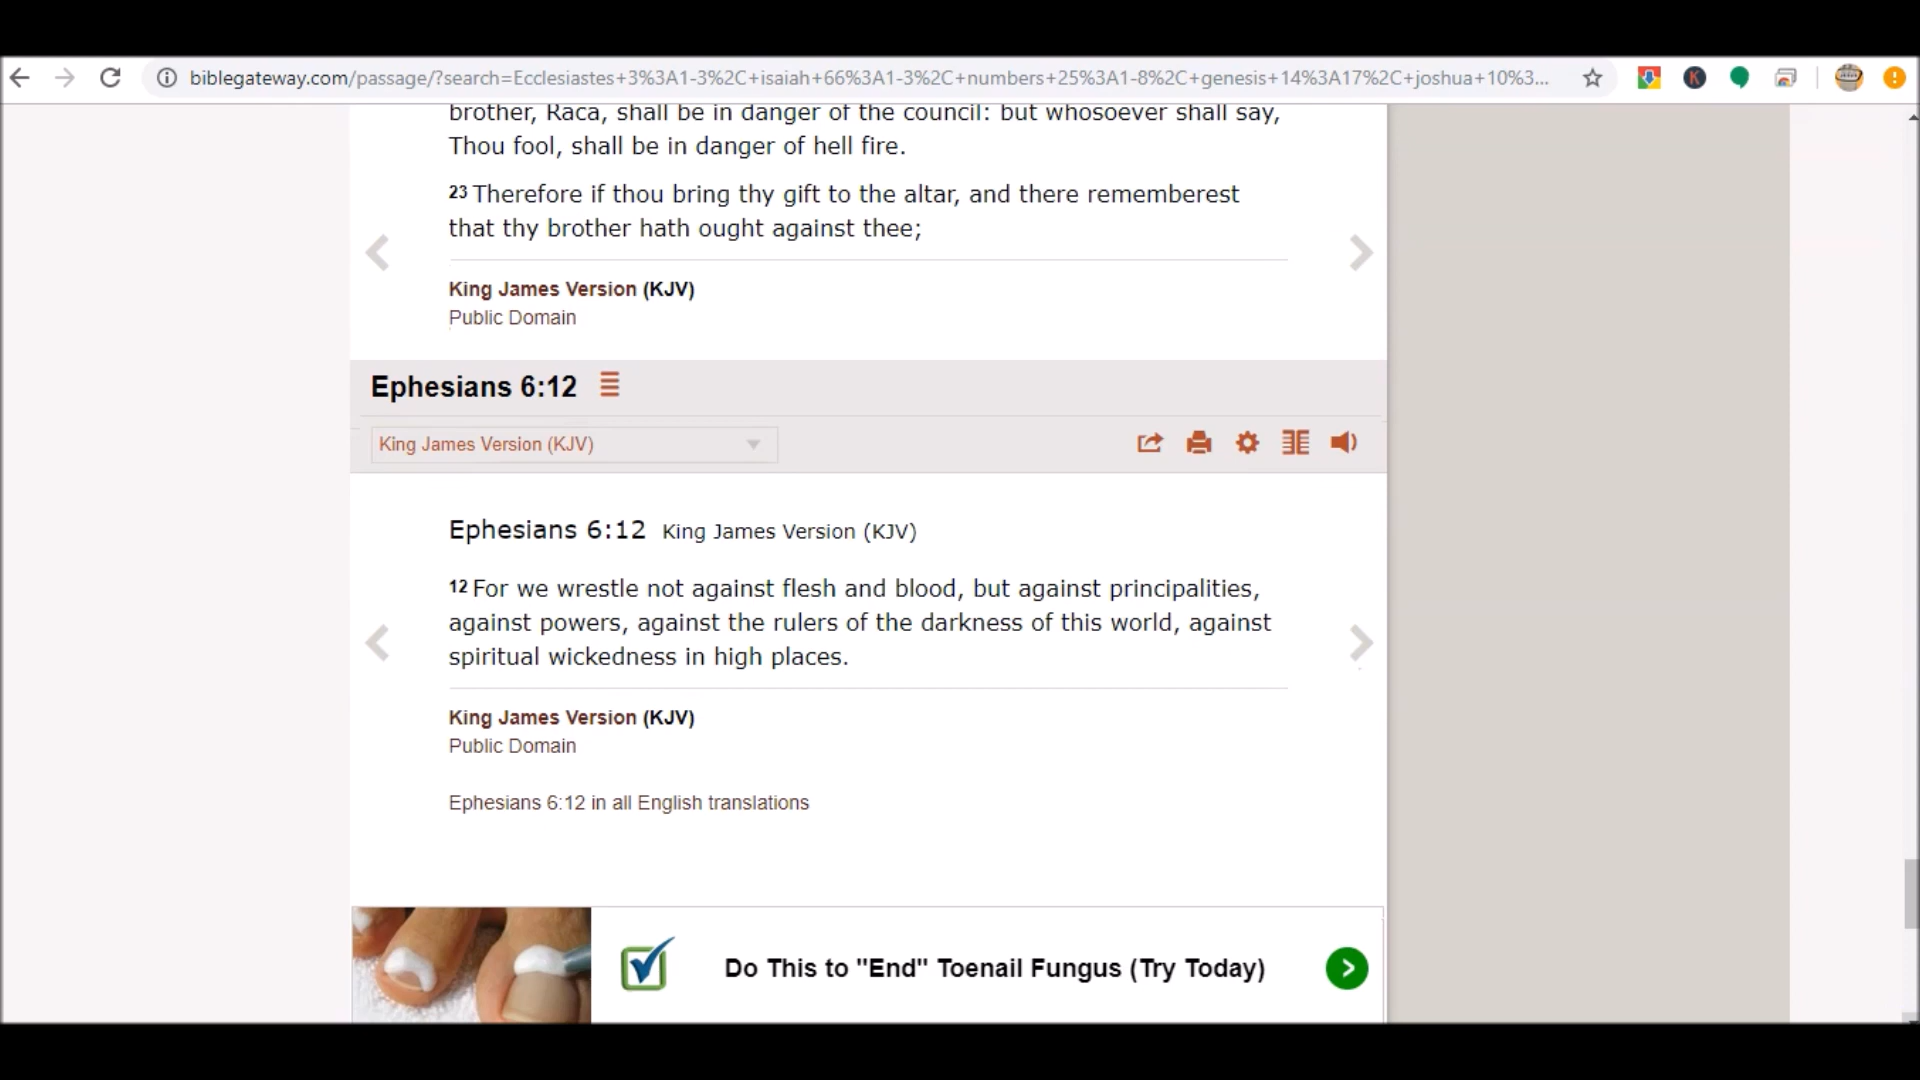 biblegateway.com/passage/?search=Ecclesiastes+3%3A1-3%2C+isaiah+66%3A1-3%2C+numbers+25%3A1-8%2C+genesis+14%3A17%2C+joshua+10%3...
brother, Raca, shall be in danger of the council: but whosoever shall say,
Thou fool, shall be in danger of hell fire.
23 Therefore if thou bring thy gift to the altar, and there rememberest
that thy brother hath ought against thee;
King James Version (KJV)
Public Domain
Ephesians 6:12
King James Version (KJV)
Ephesians 6:12 King James Version (KJV)
12 For we wrestle not against flesh and blood, but against principalities,
against powers, against the rulers of the darkness of this world, against
spiritual wickedness in high places.
King James Version (KJV)
Public Domain
Ephesians 6:12 in all English translations
Do This to "End" Toenail Fungus (Try Today)